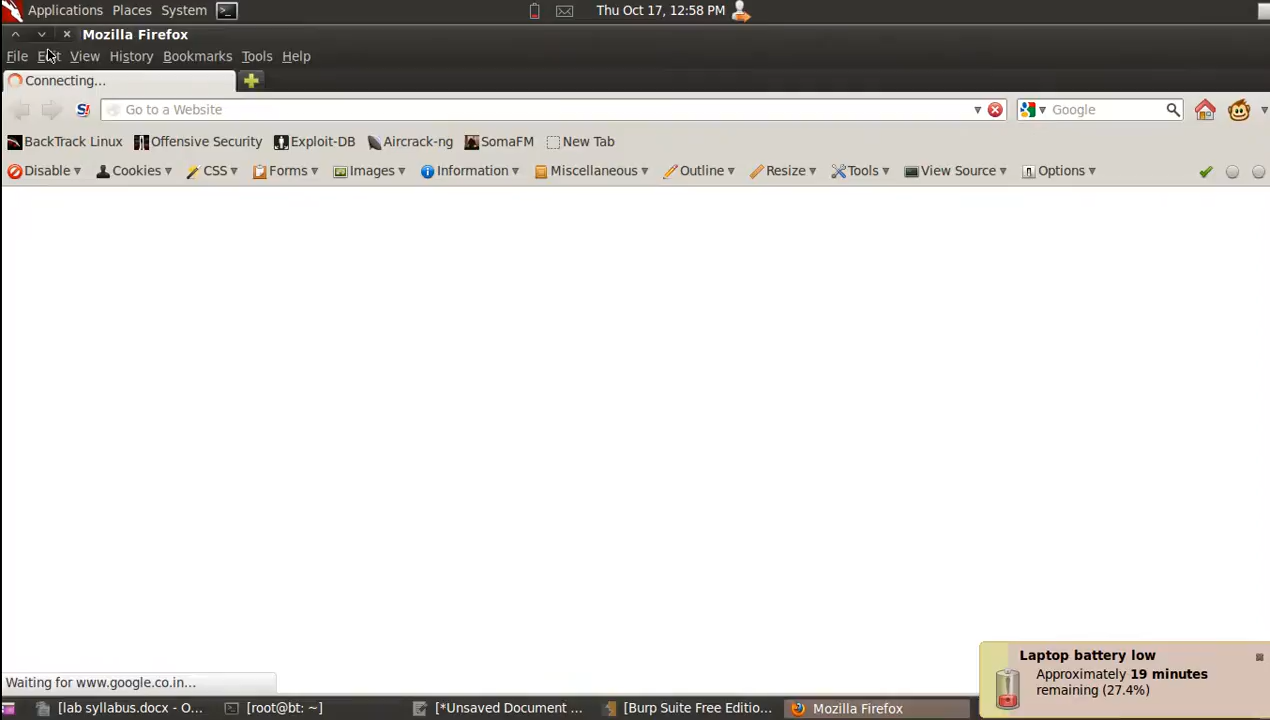 Applications Places System Thu Oct 17, 12:58 PM
Mozilla Firefox
File Edit View History Bookmarks Tools Help
Connecting...
S! Go to a Website Google
BackTrack Linux Offensive Security Exploit-DB Aircrack-ng SomaFM New Tab
Disable Cookies CSS Forms Images Information Miscellaneous Outline Resize Tools View Source Options
Laptop battery low
Approximately 19 minutes
remaining (27.4%)
Waiting for www.google.co.in...
[lab syllabus.docx - O... [root@bt: ~] [*Unsaved Document ... [Burp Suite Free Editio... Mozilla Firefox